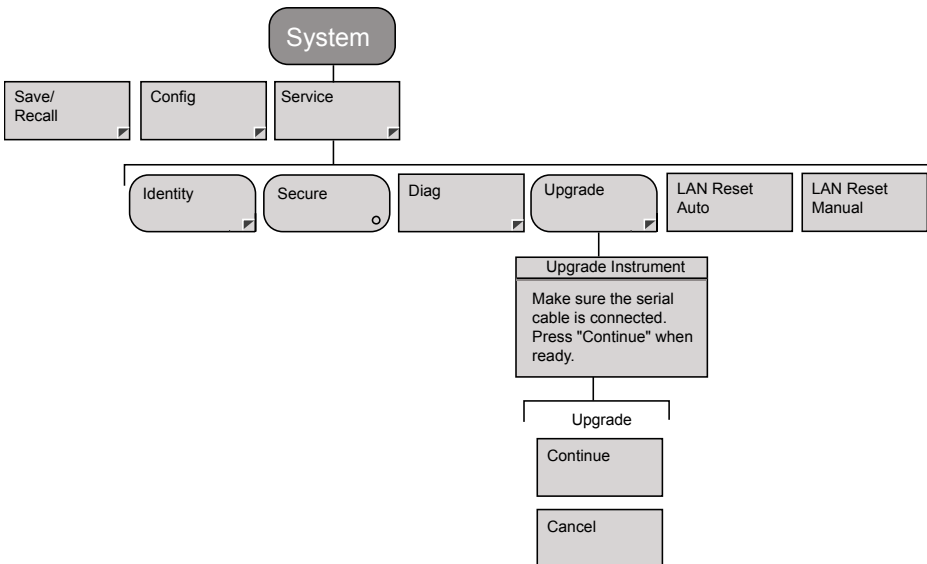 System
Save/
Recall
Config
Service
Identity
Secure
Diag
Upgrade
LAN Reset
Auto
LAN Reset
Manual
Upgrade Instrument
Make sure the serial
cable is connected.
Press "Continue" when
ready.
Upgrade
Continue
Cancel